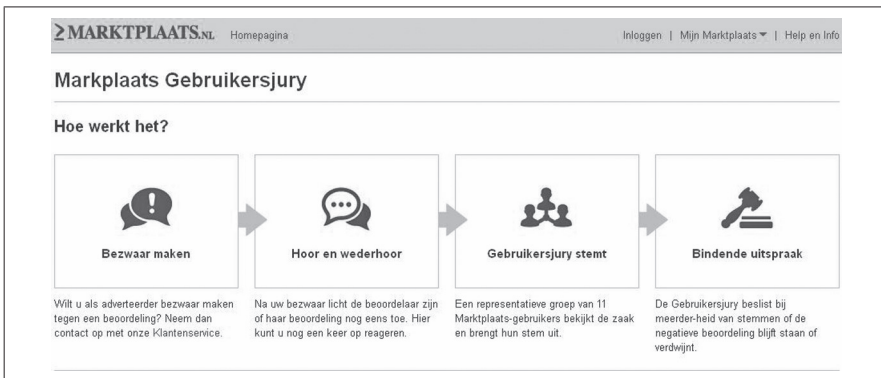 MARKTPLAATS.NL Homepagina Inloggen | Mijn Marktplaats | Help en Info
Markplaats Gebruikersjury
Hoe werkt het?
Bezwaar maken
Wilt u als adverteerder bezwaar maken
tegen een beoordeling? Neem dan
contact op met onze Klantenservice.
Hoor en wederhoor
Na uw bezwaar licht de beoordelaar zijn
of haar beoordeling nog eens toe. Hier
kunt u nog een keer op reageren.
Gebruikersjury stemt
Een representatieve groep van 11
Marktplaats-gebruikers bekijkt de zaak
en brengt hun stem uit.
Bindende uitspraak
De Gebruikersjury beslist bij
meerder-heid van stemmen of de
negatieve beoordeling blijft staan of
verdwijnt.